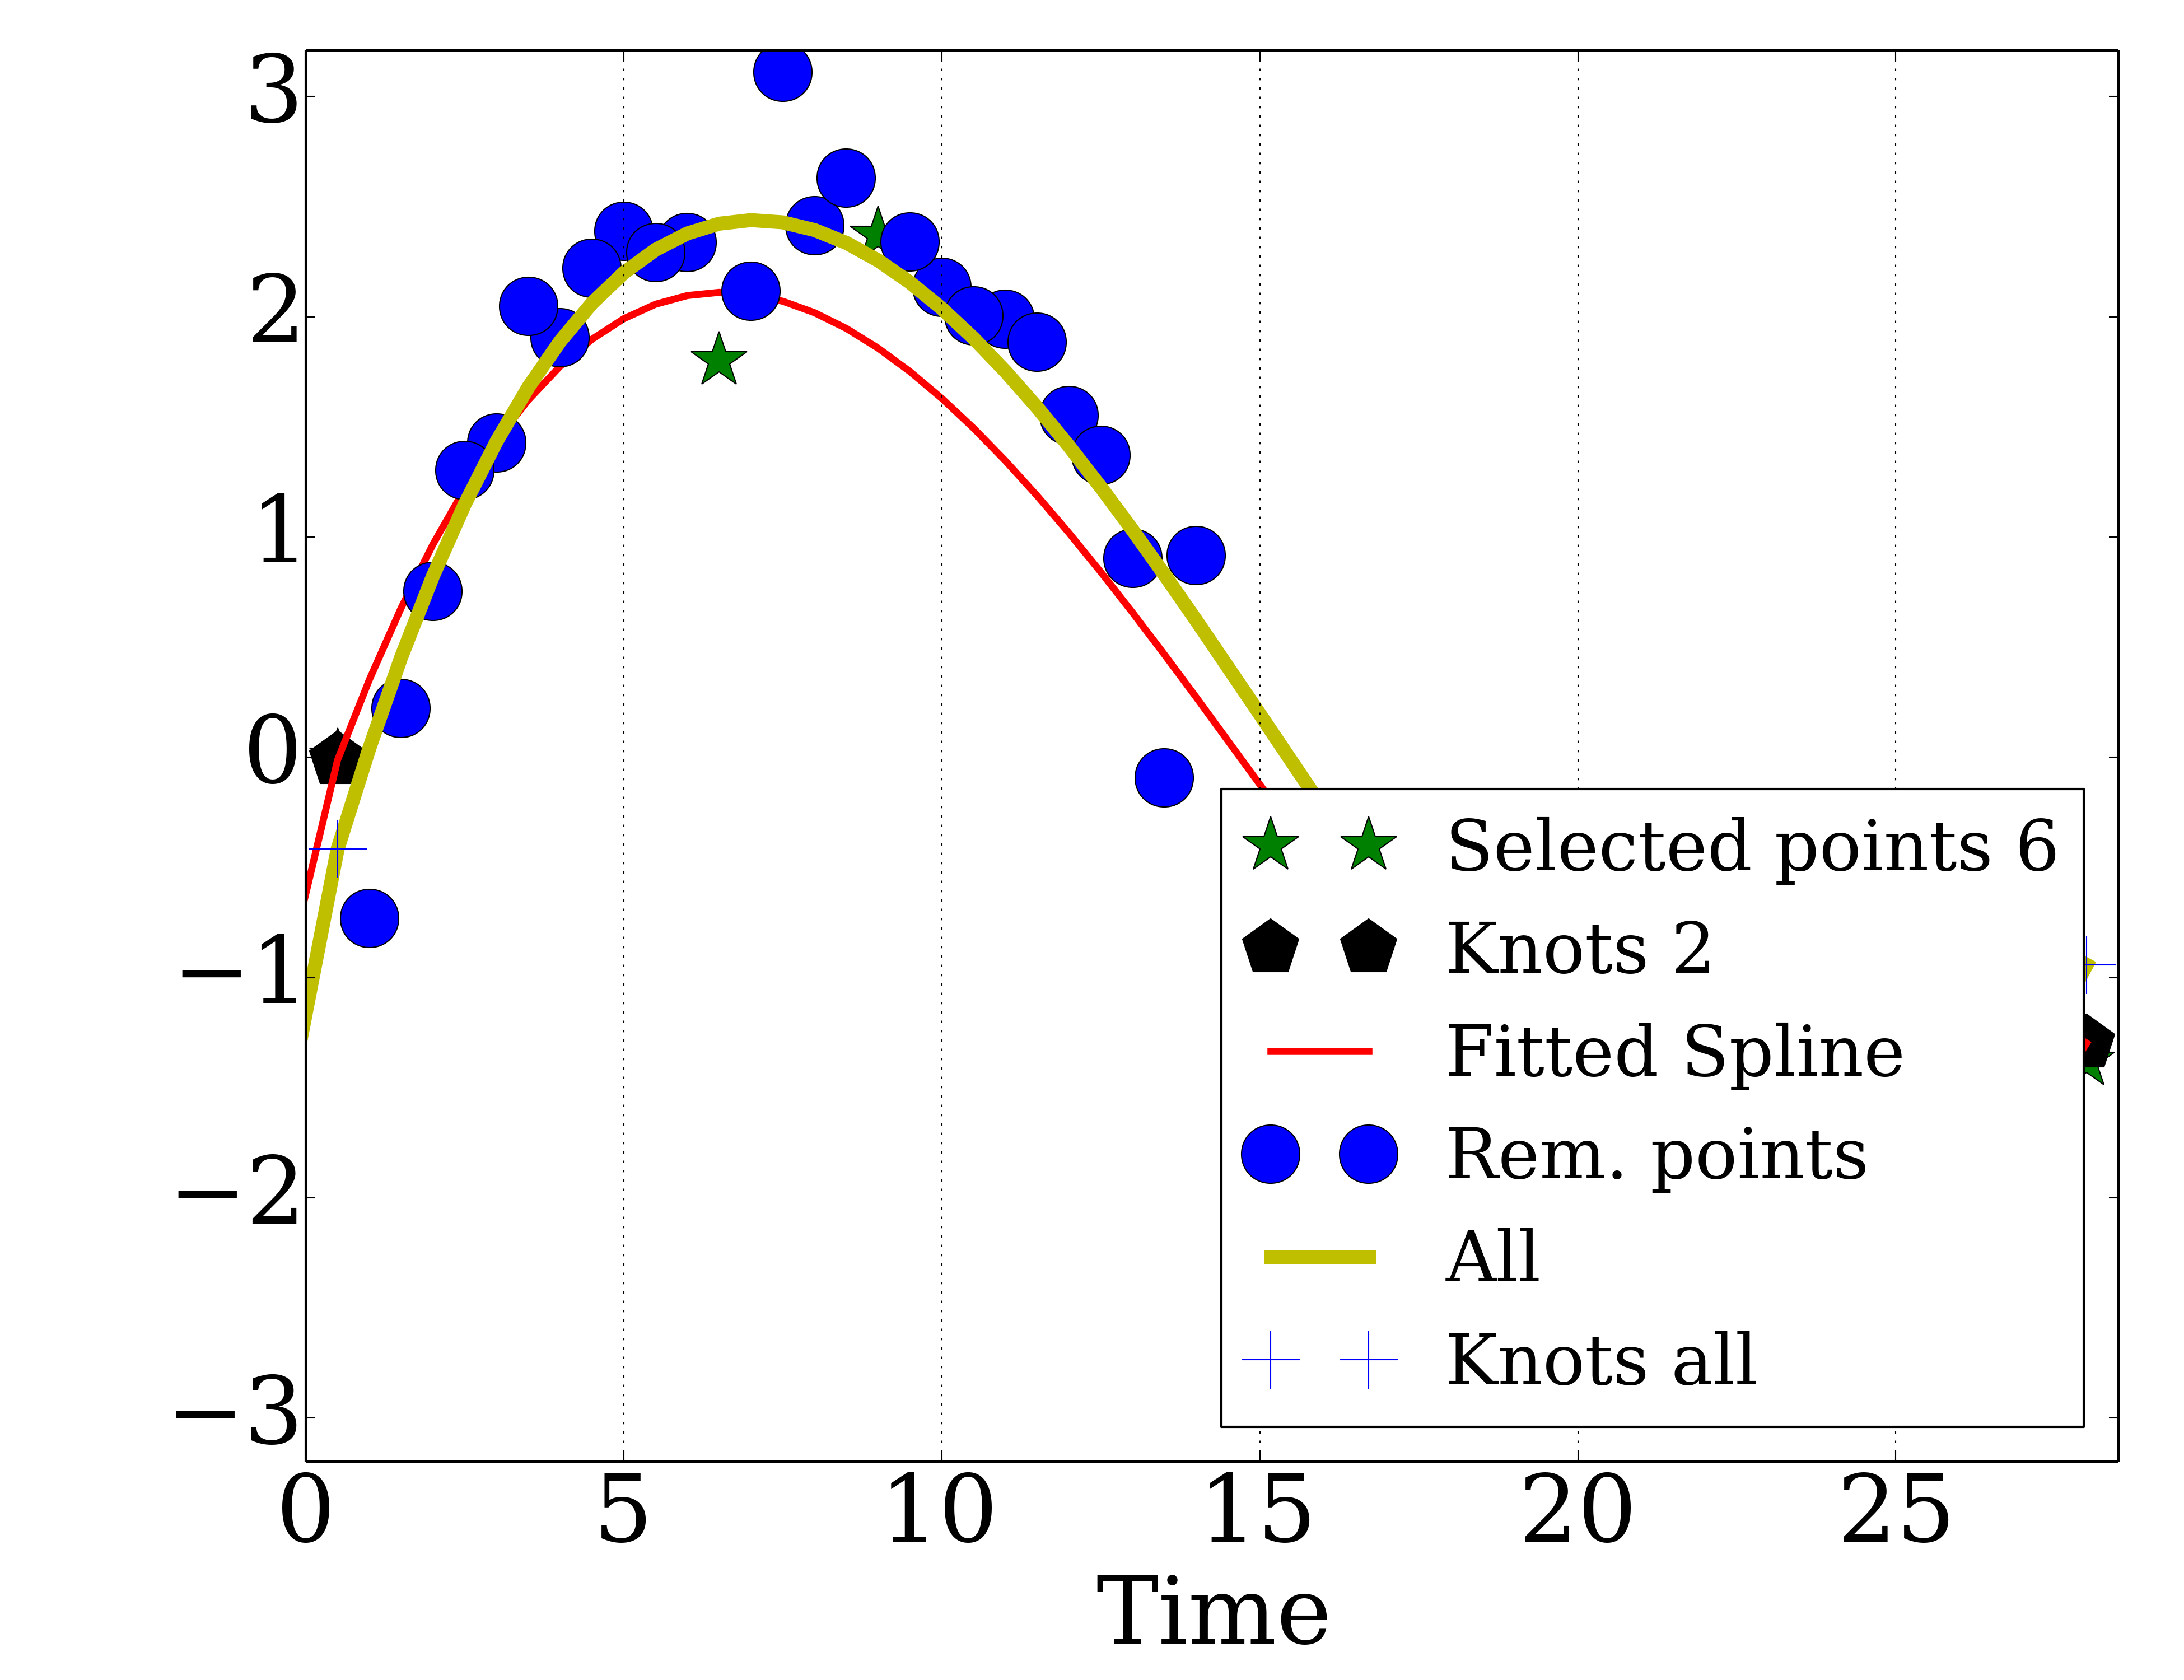 3
2
1
0
−1
−2
−3
Selected points 6
Knots 2
Fitted Spline
Rem. points
All
Knots all
0 5 10 15 20 25
Time